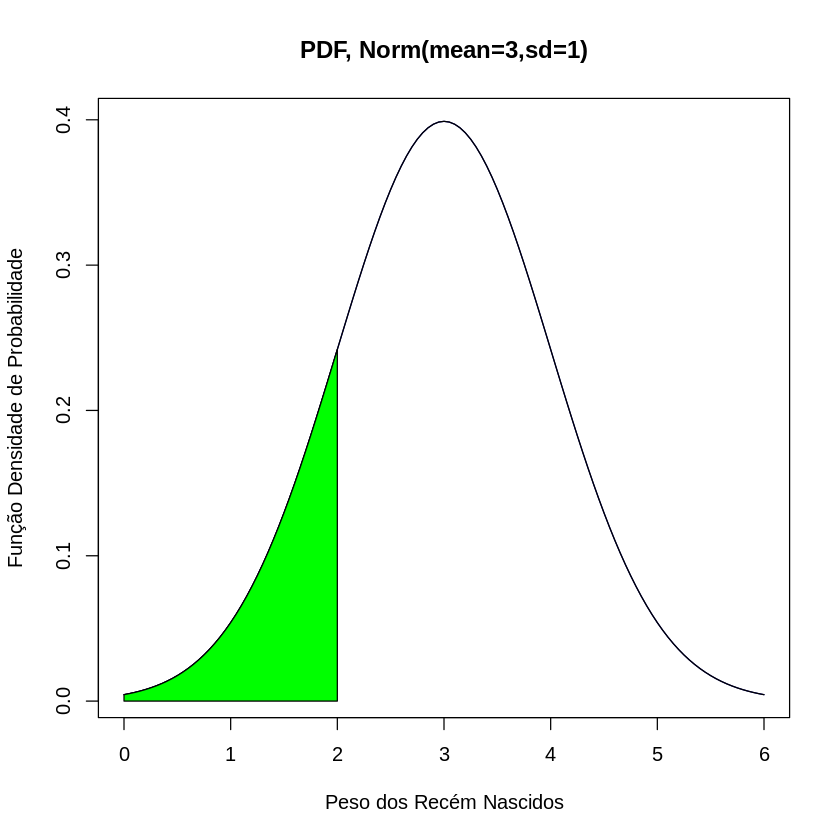 PDF, Norm(mean=3,sd=1)
Função Densidade de Probabilidade
0.4
0.3
0.2
0.1
0.0
0 1 2 3 4 5 6
Peso dos Recém Nascidos